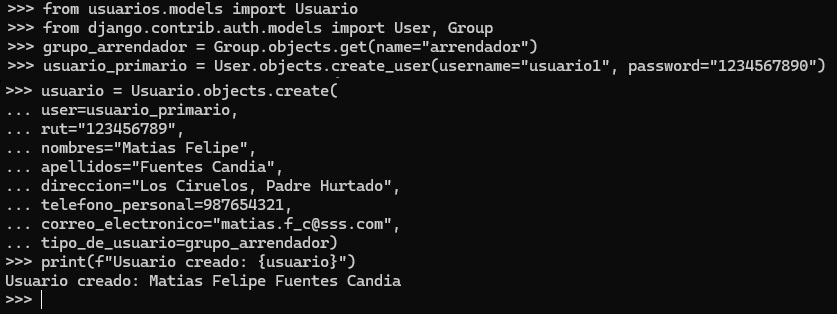 >>> from usuarios.models import Usuario
>>> from django.contrib.auth.models import User, Group
>>> grupo_arrendador = Group.objects.get(name="arrendador")
>>> usuario_primario = User.objects.create_user(username="usuario1", password="1234567890")
>>> usuario = Usuario.objects.create(
... user=usuario_primario,
... rut="123456789",
... nombres="Matias Felipe",
... apellidos="Fuentes Candia",
... direccion="Los Ciruelos, Padre Hurtado",
... telefono_personal=987654321,
... correo_electronico="matias.f_c@sss.com",
... tipo_de_usuario=grupo_arrendador)
>>> print(f"Usuario creado: {usuario}")
Usuario creado: Matias Felipe Fuentes Candia
>>>